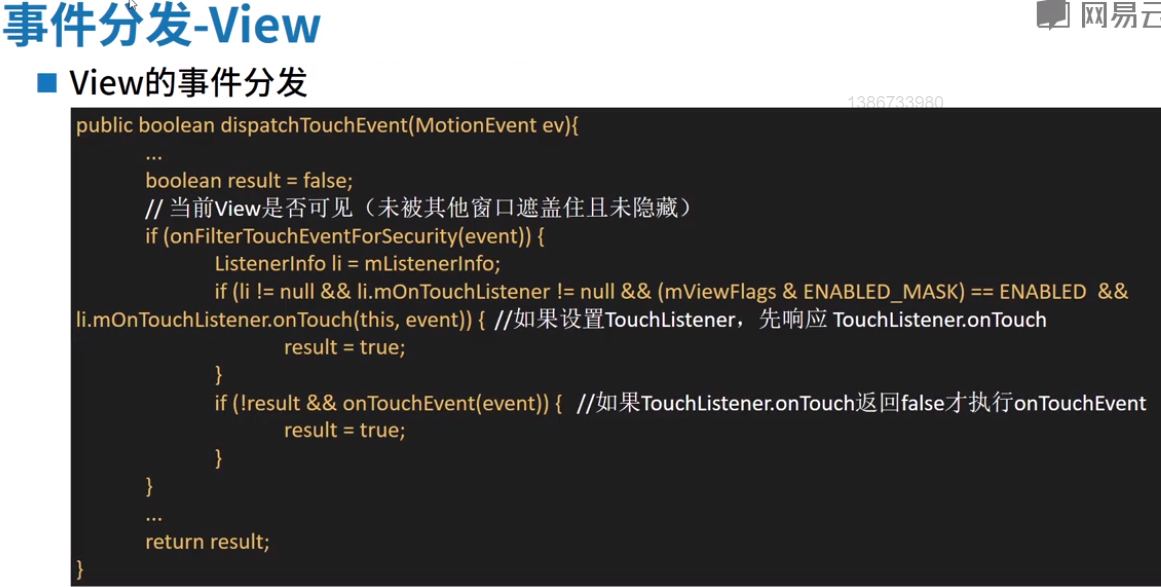 事件分发-View
网易云
View的事件分发
1386733980
public boolean dispatchTouchEvent(MotionEvent ev){
...
boolean result = false;
// 当前View是否可见（未被其他窗口遮盖住且未隐藏）
if (onFilterTouchEventForSecurity(event)) {
ListenerInfo li = mListenerInfo;
if (li != null && li.mOnTouchListener != null && (mViewFlags & ENABLED_MASK) == ENABLED &&
li.mOnTouchListener.onTouch(this, event)) { //如果设置TouchListener，先响应 TouchListener.onTouch
result = true;
}
if (!result && onTouchEvent(event)) { //如果TouchListener.onTouch返回false才执行onTouchEvent
result = true;
}
}
...
return result;
}